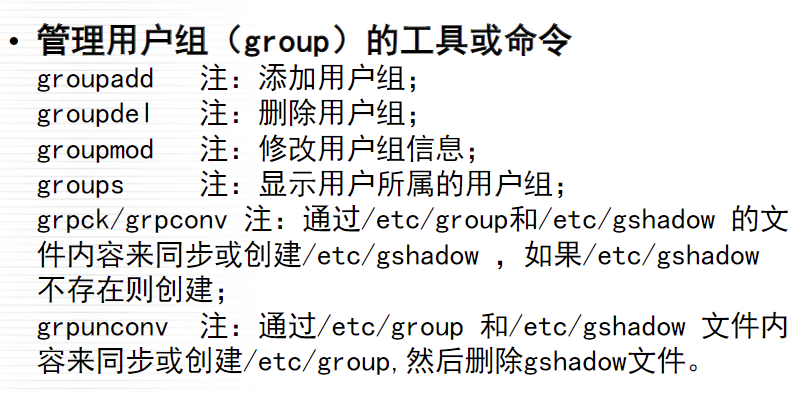 • 管理用户组（group）的工具或命令
groupadd 注：添加用户组；
groupdel 注：删除用户组；
groupmod 注：修改用户组信息；
groups 注：显示用户所属的用户组；
grpck/grpconv 注：通过/etc/group和/etc/gshadow 的文
件内容来同步或创建/etc/gshadow ，如果/etc/gshadow
不存在则创建；
grpunconv 注：通过/etc/group 和/etc/gshadow 文件内
容来同步或创建/etc/group,然后删除gshadow文件。